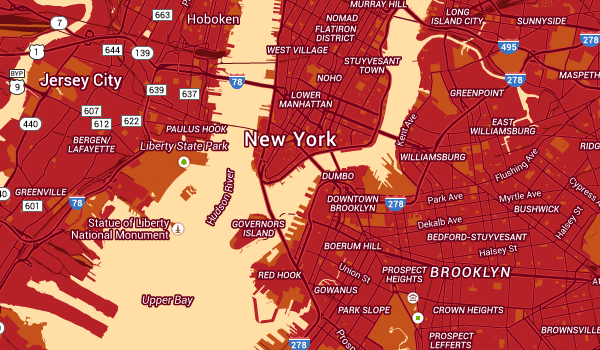 MURRAY HILL
LONG
ISLAND CITY
SUNNYSIDE
663
Hoboken
NOMAD
FLATIRON
DISTRICT
7
1
644
139
WEST VILLAGE
STUYVESANT
TOWN
495
278
278
MASPETH
BYP
9
Jersey City
639
637
78
NOHO
LOWER
MANHATTAN
GREENPOINT
607
612
622
440
PAULUS HOOK
New York
Kent Ave
EAST
WILLIAMSBURG
BERGEN/
LAFAYETTE
Liberty State Park
WILLIAMSBURG
Flushing Ave
RIDG
GREENVILLE
601
78
Hudson River
DUMBO
DOWNTOWN
BROOKLYN
278
Park Ave
Myrtle Ave
BUSHWICK
Cypress A
Halsey St
Statue of Liberty
National Monument
GOVERNORS
ISLAND
Dekalb Ave
BEDFORD-STUYVESANT
Halsey St
BOERUM HILL
RED HOOK
Union St
GOWANUS
PROSPECT
HEIGHTS
BROOKLYN
Upper Bay
PARK SLOPE
CROWN HEIGHTS
BROWNSVILLE
278
Prosp
PROSPECT
LEFFERTS